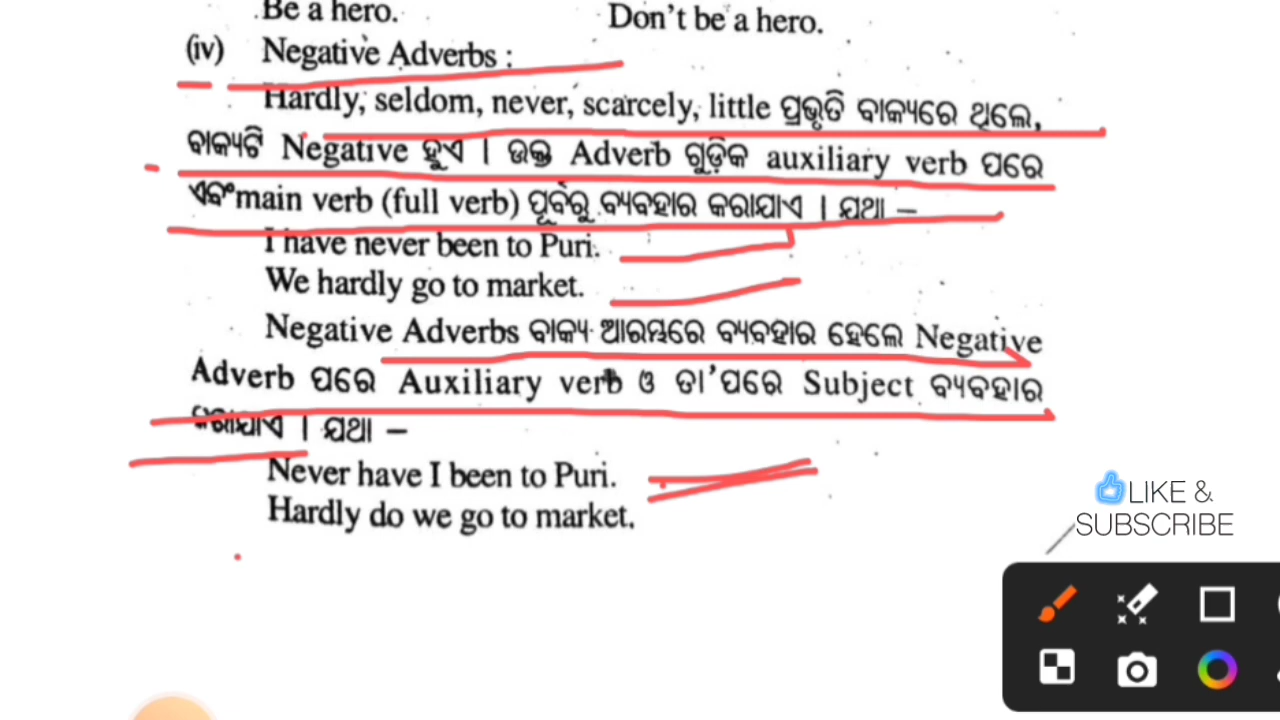 Be a hero. Don't be a hero.
(iv) Negative Adverbs :
Hardly, seldom, never, scarcely, little ପ୍ରଭୃତି ବାକ୍ୟରେ ଥିଲେ,
ବାକ୍ୟଟି Negative ହୁଏ । ଉକ୍ତ Adverb ଗୁଡ଼ିକ auxiliary verb ପରେ
ଏବଂ main verb (full verb) ପୂର୍ବରୁ ବ୍ୟବହାର କରାଯାଏ । ଯଥା –
I have never been to Puri.
We hardly go to market.
Negative Adverbs ବାକ୍ୟ ଆରମ୍ଭରେ ବ୍ୟବହାର ହେଲେ Negative
Adverb ପରେ Auxiliary verb ଓ ତା'ପରେ Subject ବ୍ୟବହାର
କରାଯାଏ । ଯଥା –
Never have I been to Puri.
Hardly do we go to market.
LIKE &
SUBSCRIBE